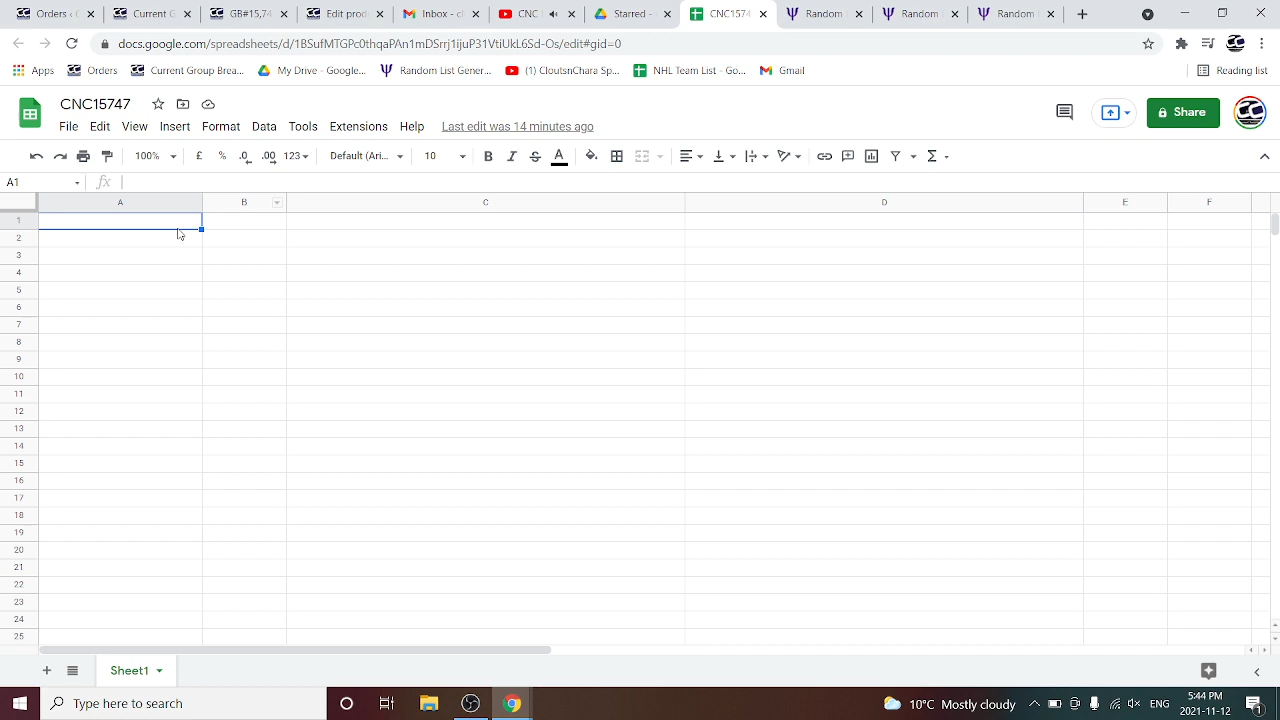 Orders - C
Current G
GB#15,74
Edit produ
Inbox - C
CNC
Starred -
CNC1574
Random
Random
Random
docs.google.com/spreadsheets/d/
/edit#gid=0
Apps
Orders
Current Group Brea...
My Drive - Google...
Random List Gener...
CloutsnChara Sp...
NHL Team List - Go...
Gmail
Reading list
CNC15747
File Edit View Insert Format Data Tools Extensions Help Last edit was 14 minutes ago
Share
100% £ % .0 .00 123 Default (Ari... 10 B I S A Σ
A1 fx
A B C D E F
1
2
3
4
5
6
7
8
9
10
11
12
13
14
15
16
17
18
19
20
21
22
23
24
25
+ Sheet1
Type here to search
10°C Mostly cloudy
ENG
5:44 PM
2021-11-12